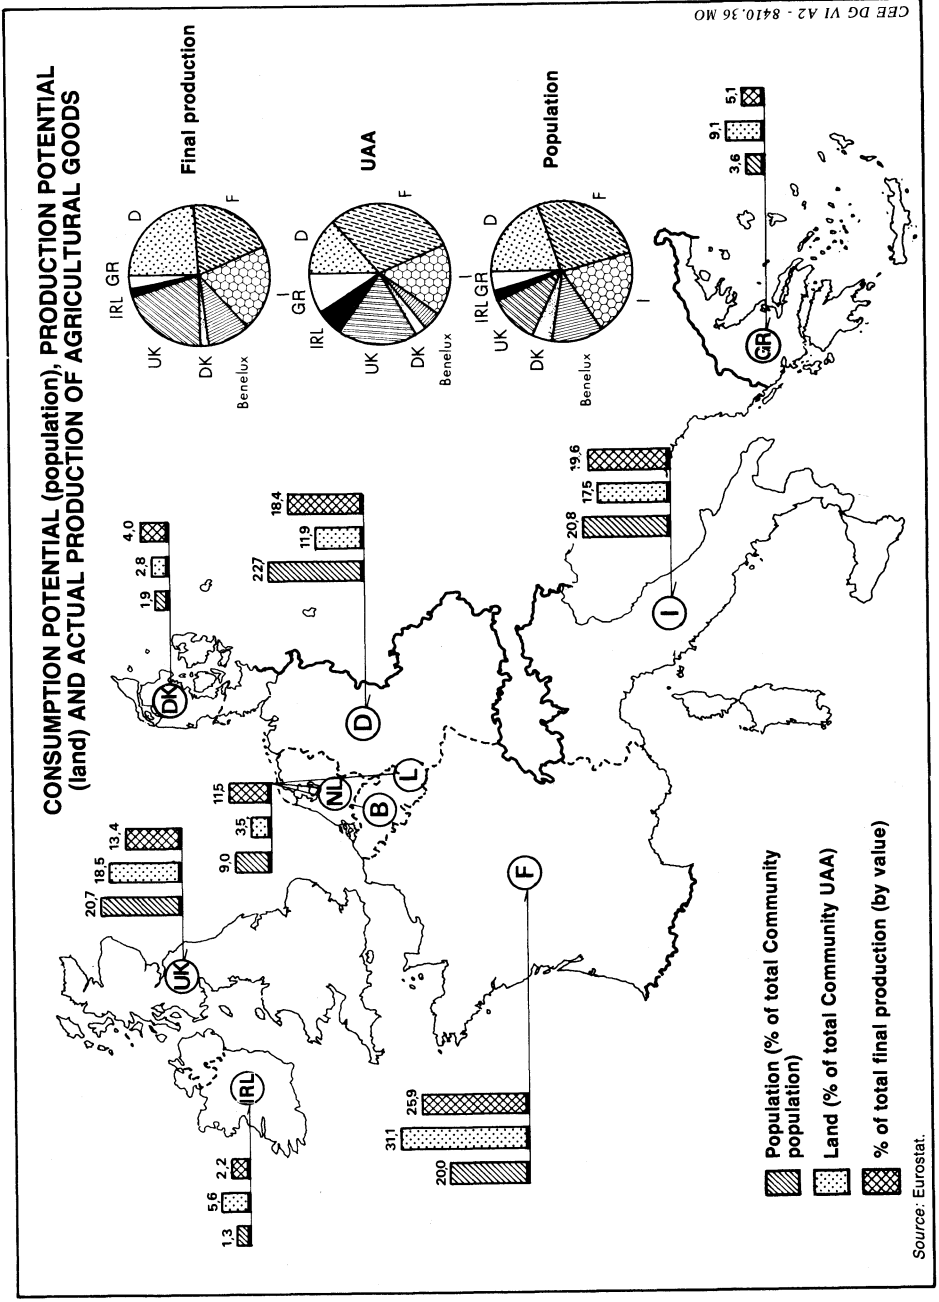 CONSUMPTION POTENTIAL (population), PRODUCTION POTENTIAL
(land) AND ACTUAL PRODUCTION OF AGRICULTURAL GOODS
Final production
D
F
GR
IRL
UK
DK
Benelux
UAA
D
F
I
GR
IRL
UK
DK
Benelux
Population
D
F
I
GR
IRL
UK
DK
Benelux
I
UK
20,7
18,5
13,4
DK
1,9
2,8
4,0
IRL
1,3
5,6
2,2
NL
B
L
9,0
3,5
11,5
D
22,7
11,9
18,4
F
20,0
31,1
25,9
I
20,8
17,5
19,6
GR
3,6
9,1
5,1
Population (% of total Community
population)
Land (% of total Community UAA)
% of total final production (by value)
Source: Eurostat.
CEE DG VI A2 - 8410.36 MO